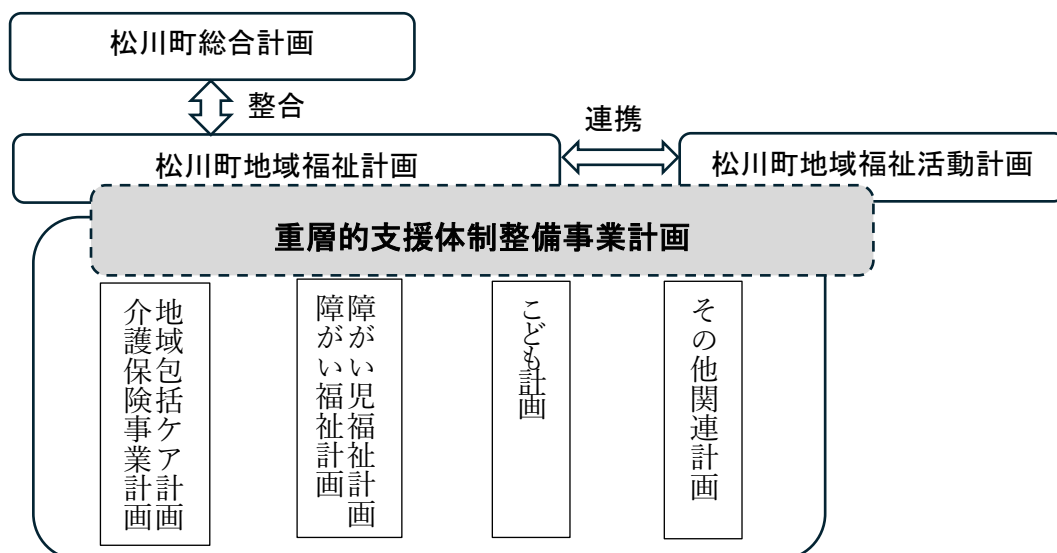 松川町総合計画
整合
連携
松川町地域福祉計画
松川町地域福祉活動計画
重層的支援体制整備事業計画
地域包括ケア計画
介護保険事業計画
障がい児福祉計画
障がい福祉計画
こども計画
その他関連計画